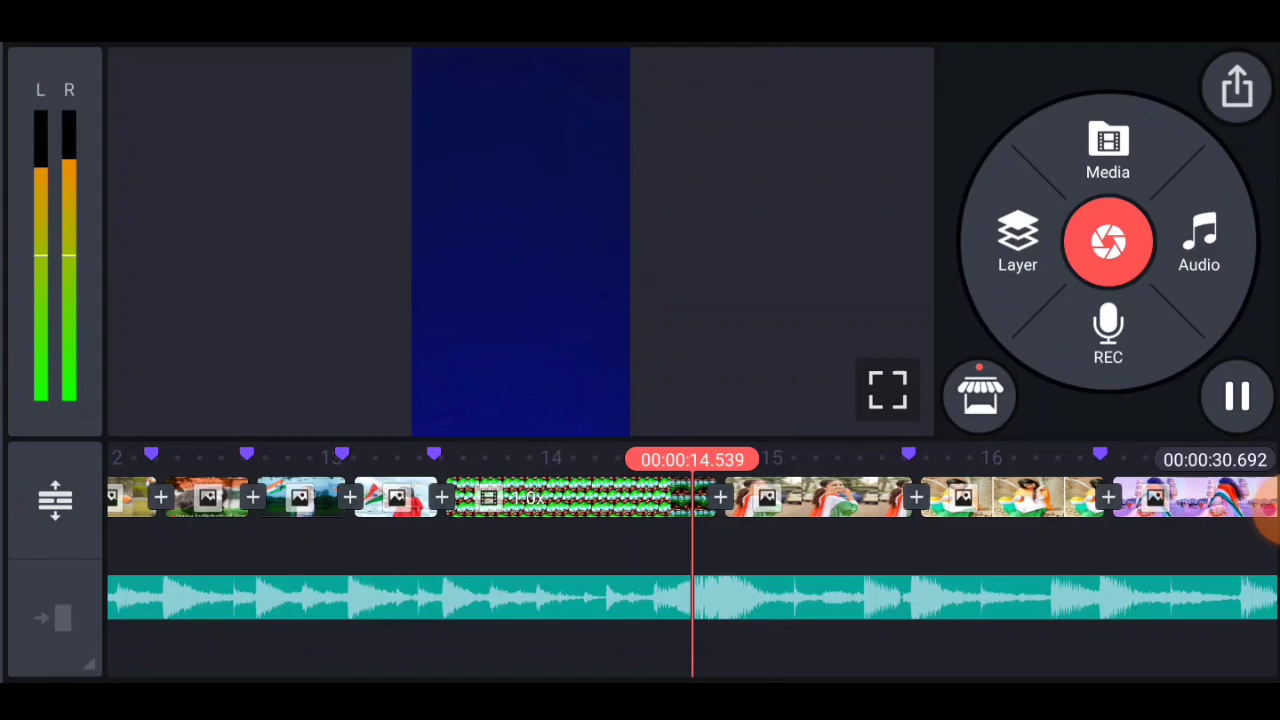 L R
Media
Layer
Audio
REC
2 13 14 00:00:14.539 15 16 00:00:30.692
1.0x